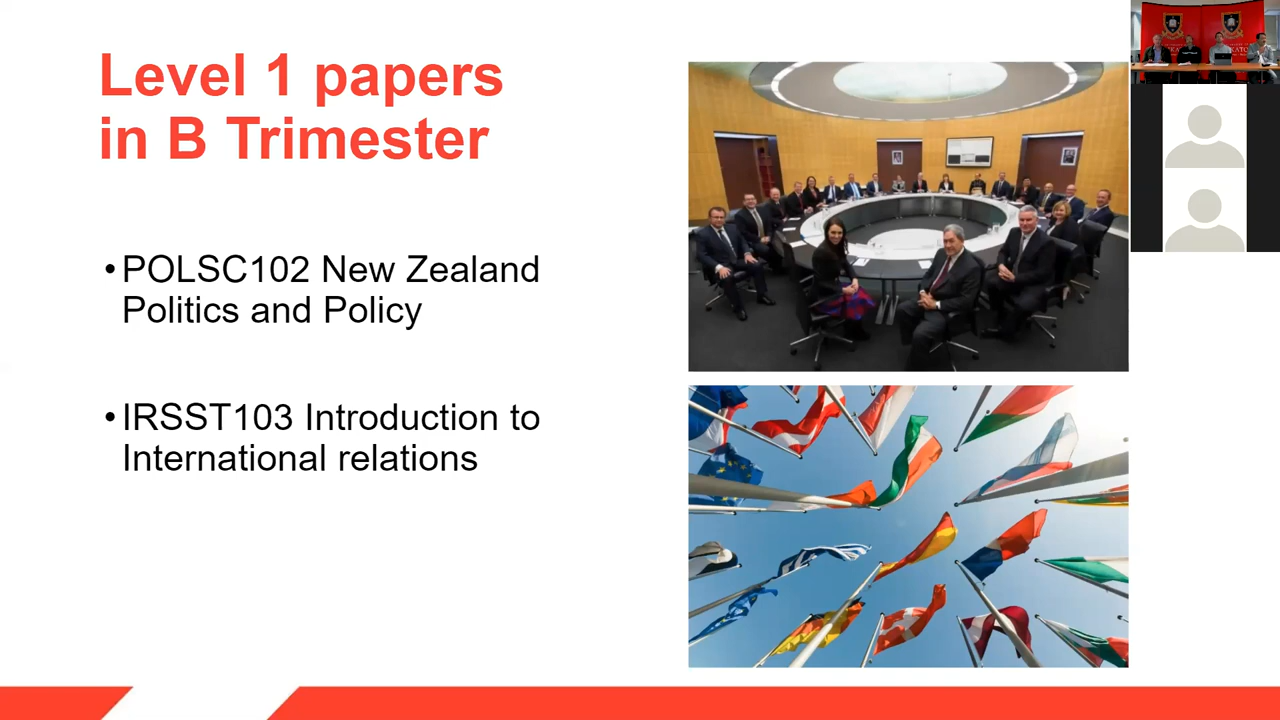 Level 1 papers
in B Trimester
•POLSC102 New Zealand
Politics and Policy
•IRSST103 Introduction to
International relations